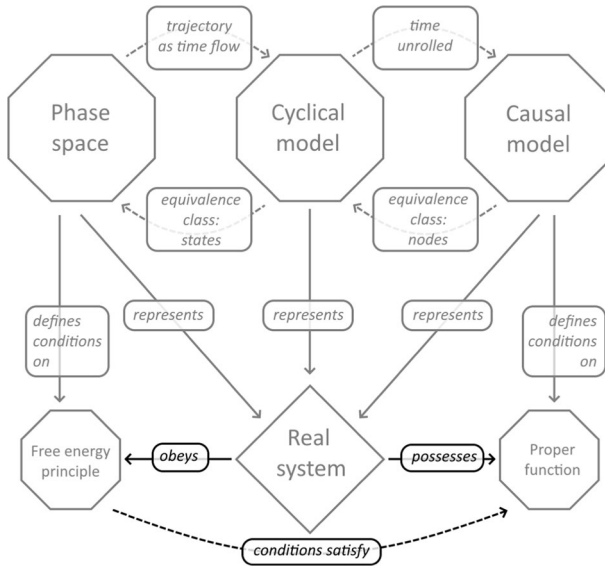 trajectory
as time flow
time
unrolled
Phase
space
Cyclical
model
Causal
model
equivalence
class:
states
equivalence
class:
nodes
defines
conditions
on
represents
represents
represents
defines
conditions
on
Free energy
principle
obeys
Real
system
possesses
Proper
function
conditions satisfy